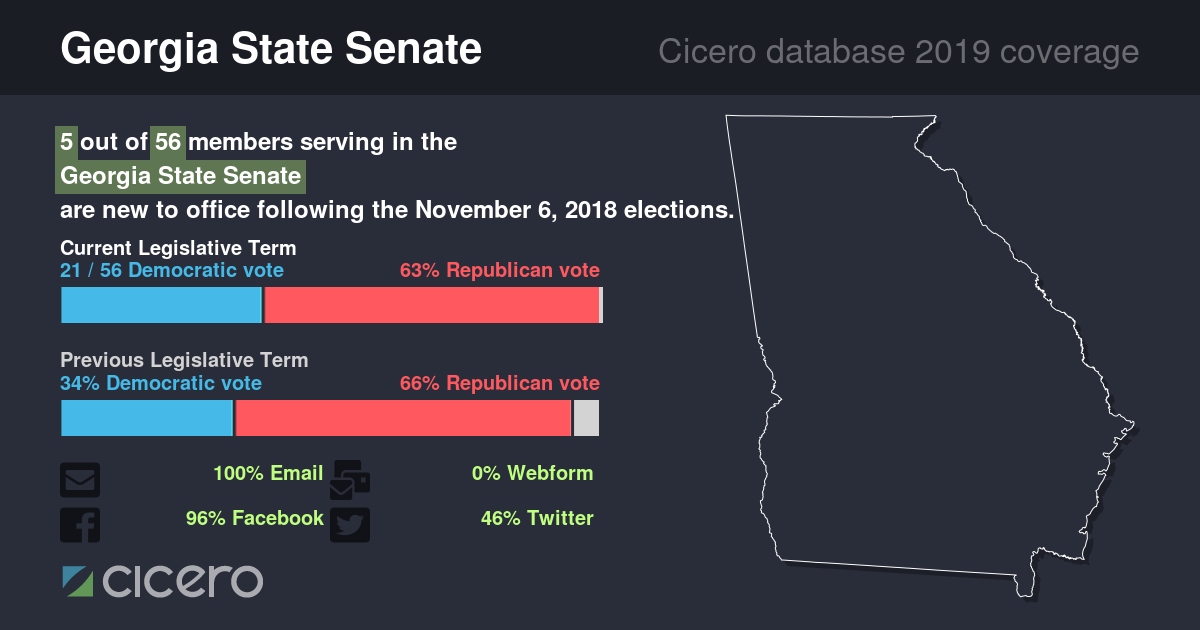 Georgia State Senate
Cicero database 2019 coverage
5 out of 56 members serving in the
Georgia State Senate
are new to office following the November 6, 2018 elections.
Current Legislative Term
21 / 56 Democratic vote
63% Republican vote
Previous Legislative Term
34% Democratic vote
66% Republican vote
100% Email
0% Webform
96% Facebook
46% Twitter
cicero